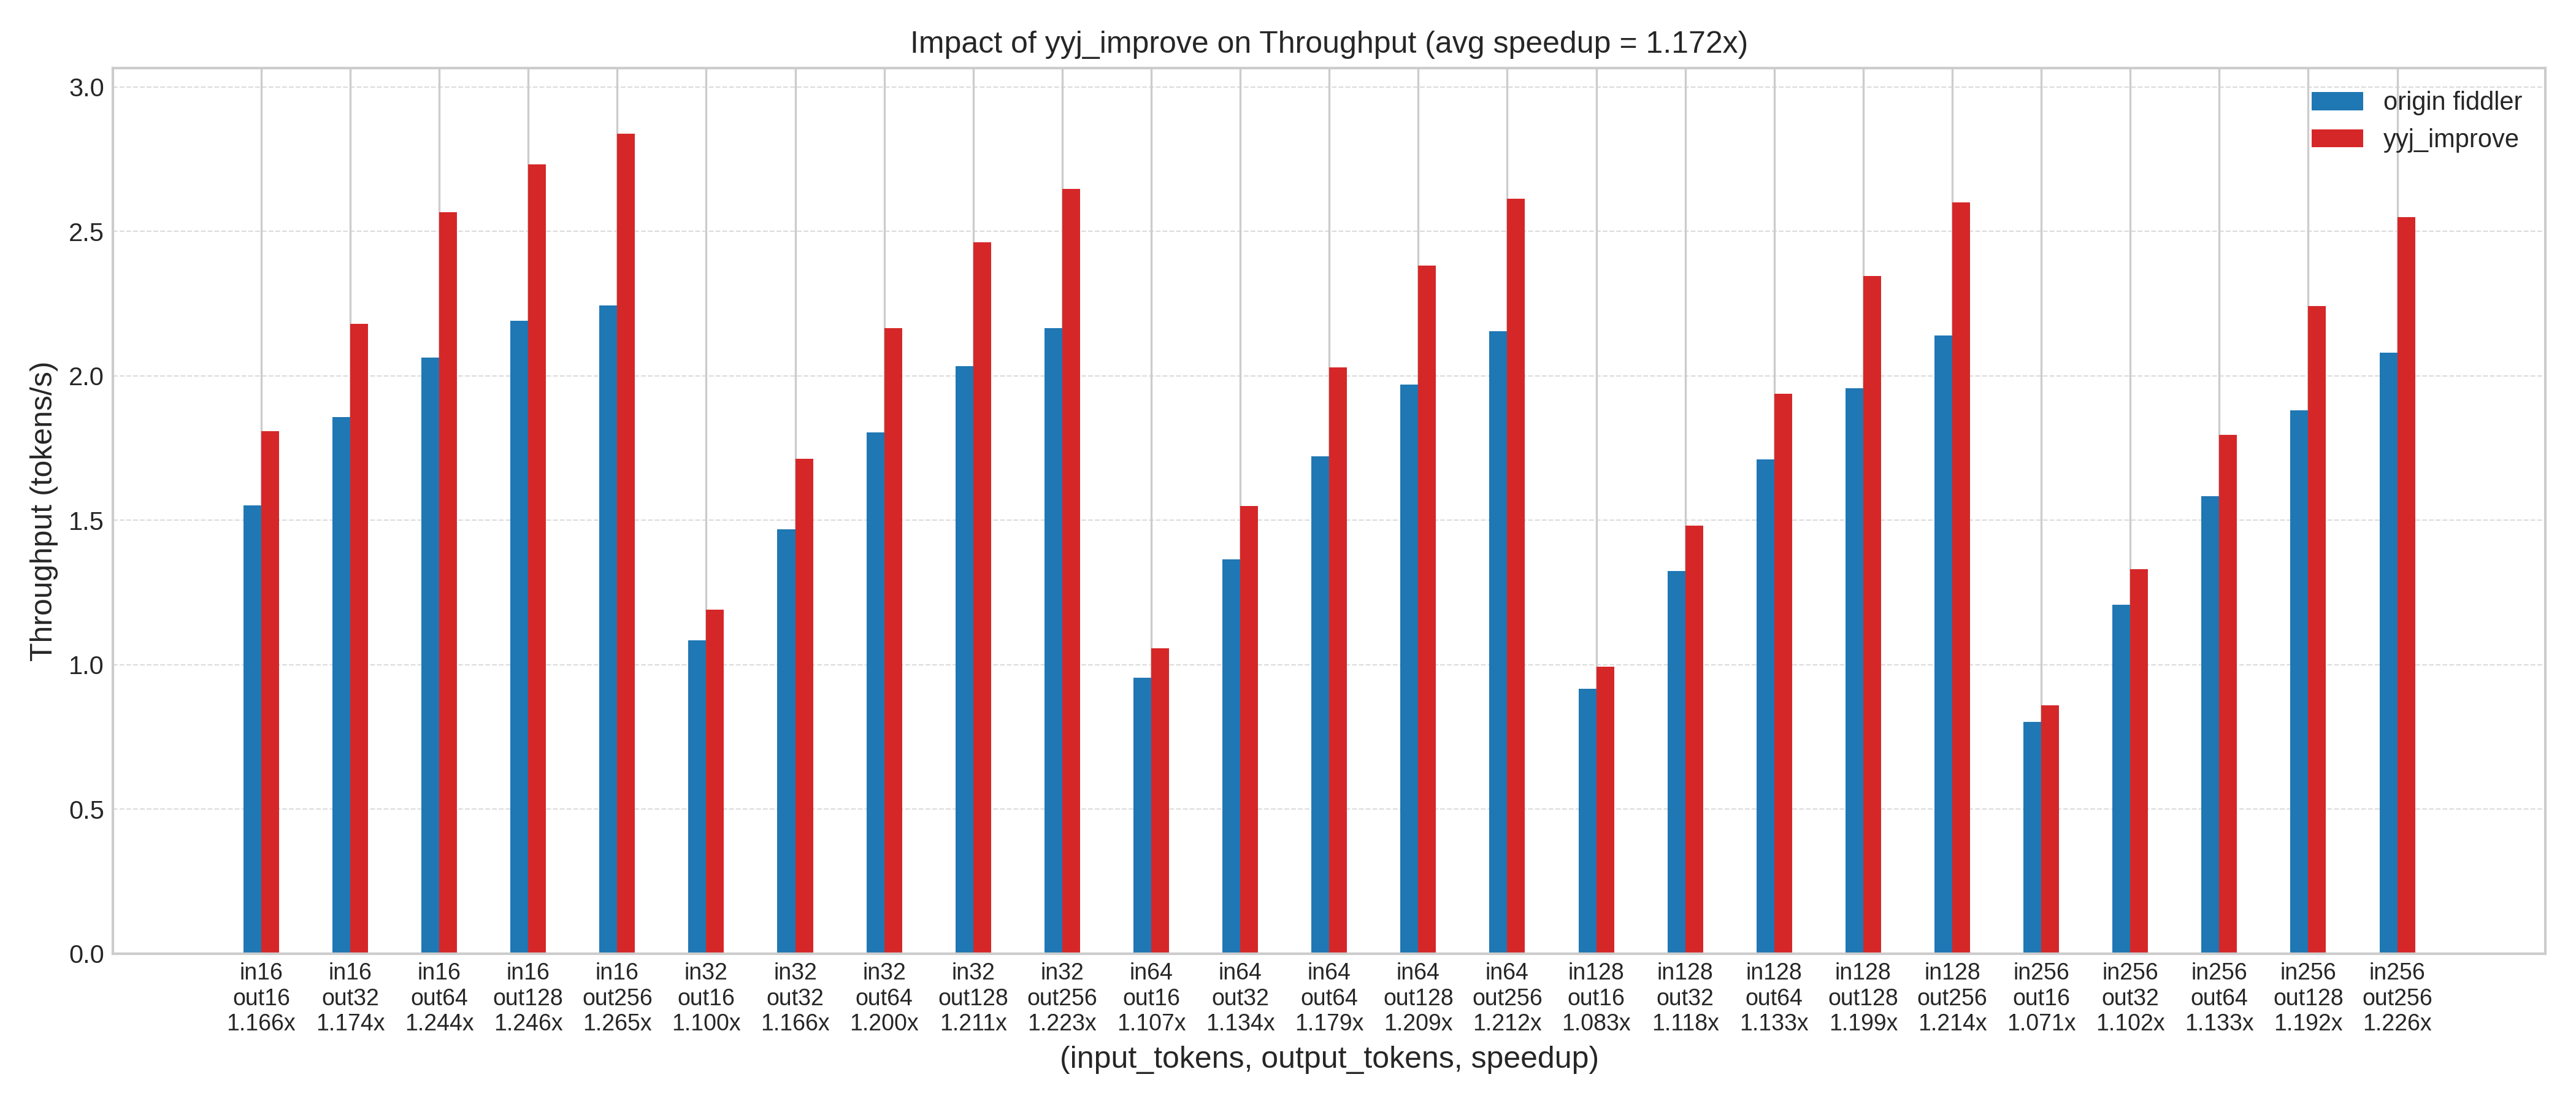 Impact of yyj_improve on Throughput (avg speedup = 1.172x)
origin fiddler
yyj_improve
Throughput (tokens/s)
3.0
2.5
2.0
1.5
1.0
0.5
0.0
in16 in16 in16 in16 in16 in32 in32 in32 in32 in32 in64 in64 in64 in64 in64 in128 in128 in128 in128 in128 in256 in256 in256 in256 in256
out16 out32 out64 out128 out256 out16 out32 out64 out128 out256 out16 out32 out64 out128 out256 out16 out32 out64 out128 out256 out16 out32 out64 out128 out256
1.166x 1.174x 1.244x 1.246x 1.265x 1.100x 1.166x 1.200x 1.211x 1.223x 1.107x 1.134x 1.179x 1.209x 1.212x 1.083x 1.118x 1.133x 1.199x 1.214x 1.071x 1.102x 1.133x 1.192x 1.226x
(input_tokens, output_tokens, speedup)